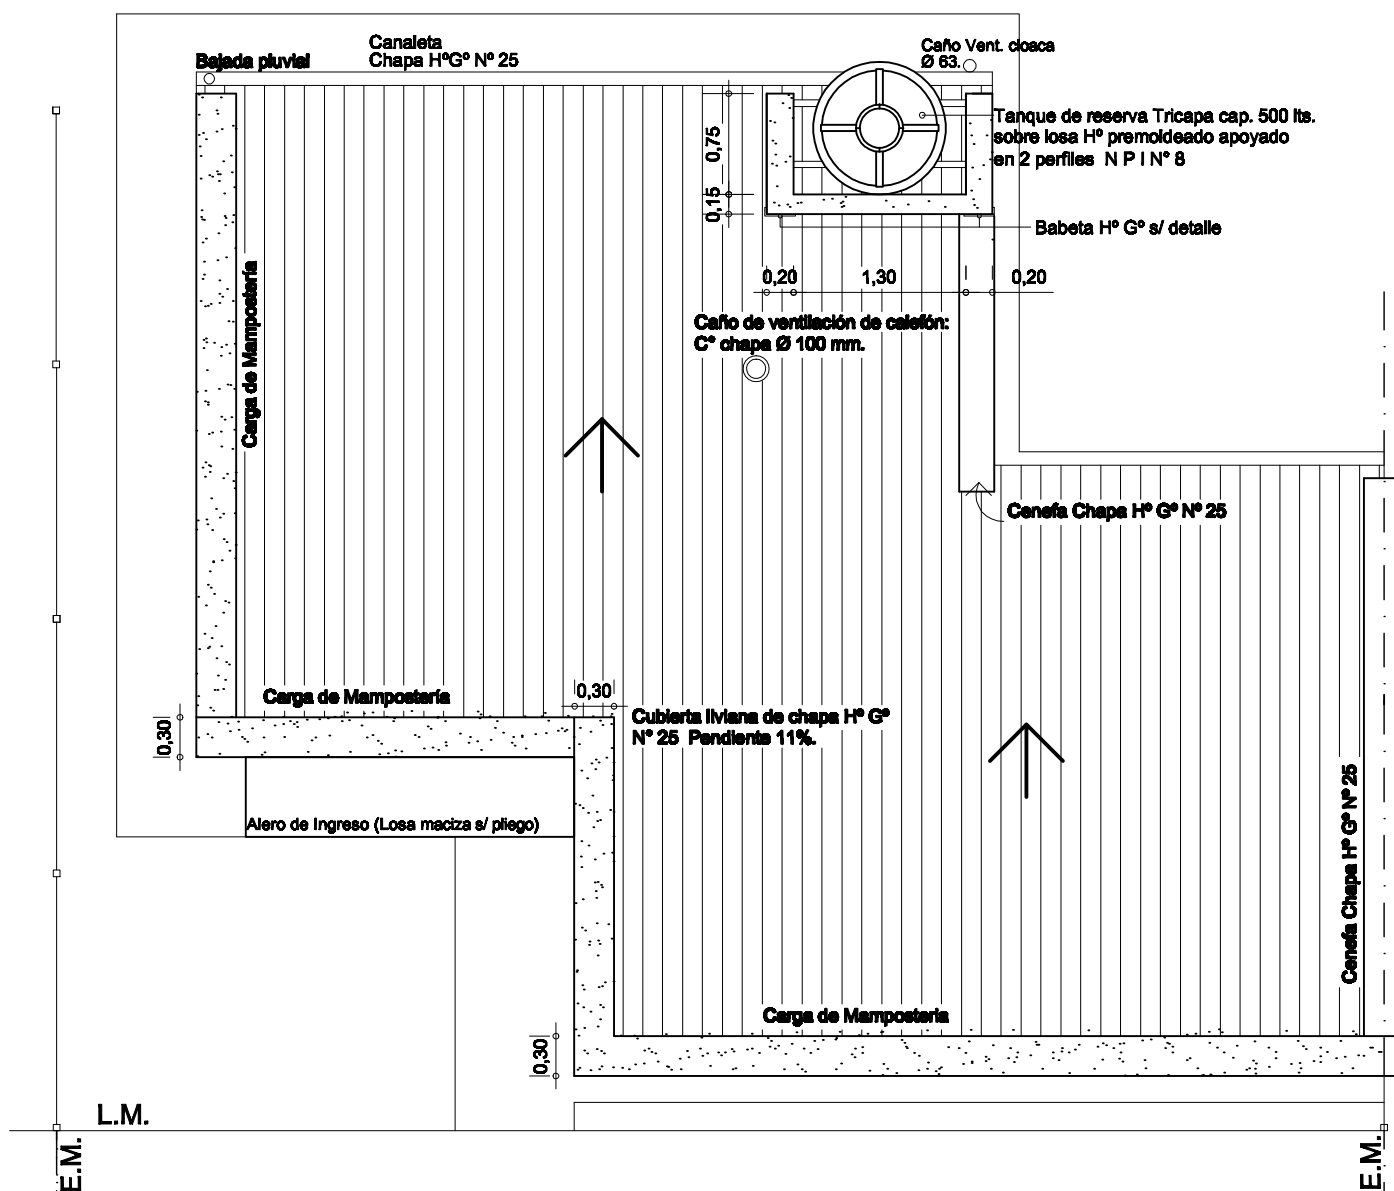 Canaleta
Chapa HºGº Nº 25
Bajada pluvial
Caño Vent. cloaca
Ø 63.
Tanque de reserva Tricapa cap. 500 lts.
sobre losa Hº premoldeado apoyado
en 2 perfiles N P I N° 8
0,75
0,15
Babeta Hº Gº s/ detalle
0,20
1,30
0,20
Carga de Mampostería
Caño de ventilación de calefón:
C° chapa Ø 100 mm.
Cenefa Chapa Hº Gº Nº 25
Carga de Mampostería
0,30
0,30
Cubierta liviana de chapa Hº Gº
N° 25 Pendiente 11%.
Alero de Ingreso (Losa maciza s/ pliego)
Cenefa Chapa Hº Gº Nº 25
Carga de Mamposteria
0,30
L.M.
E.M.
E.M.